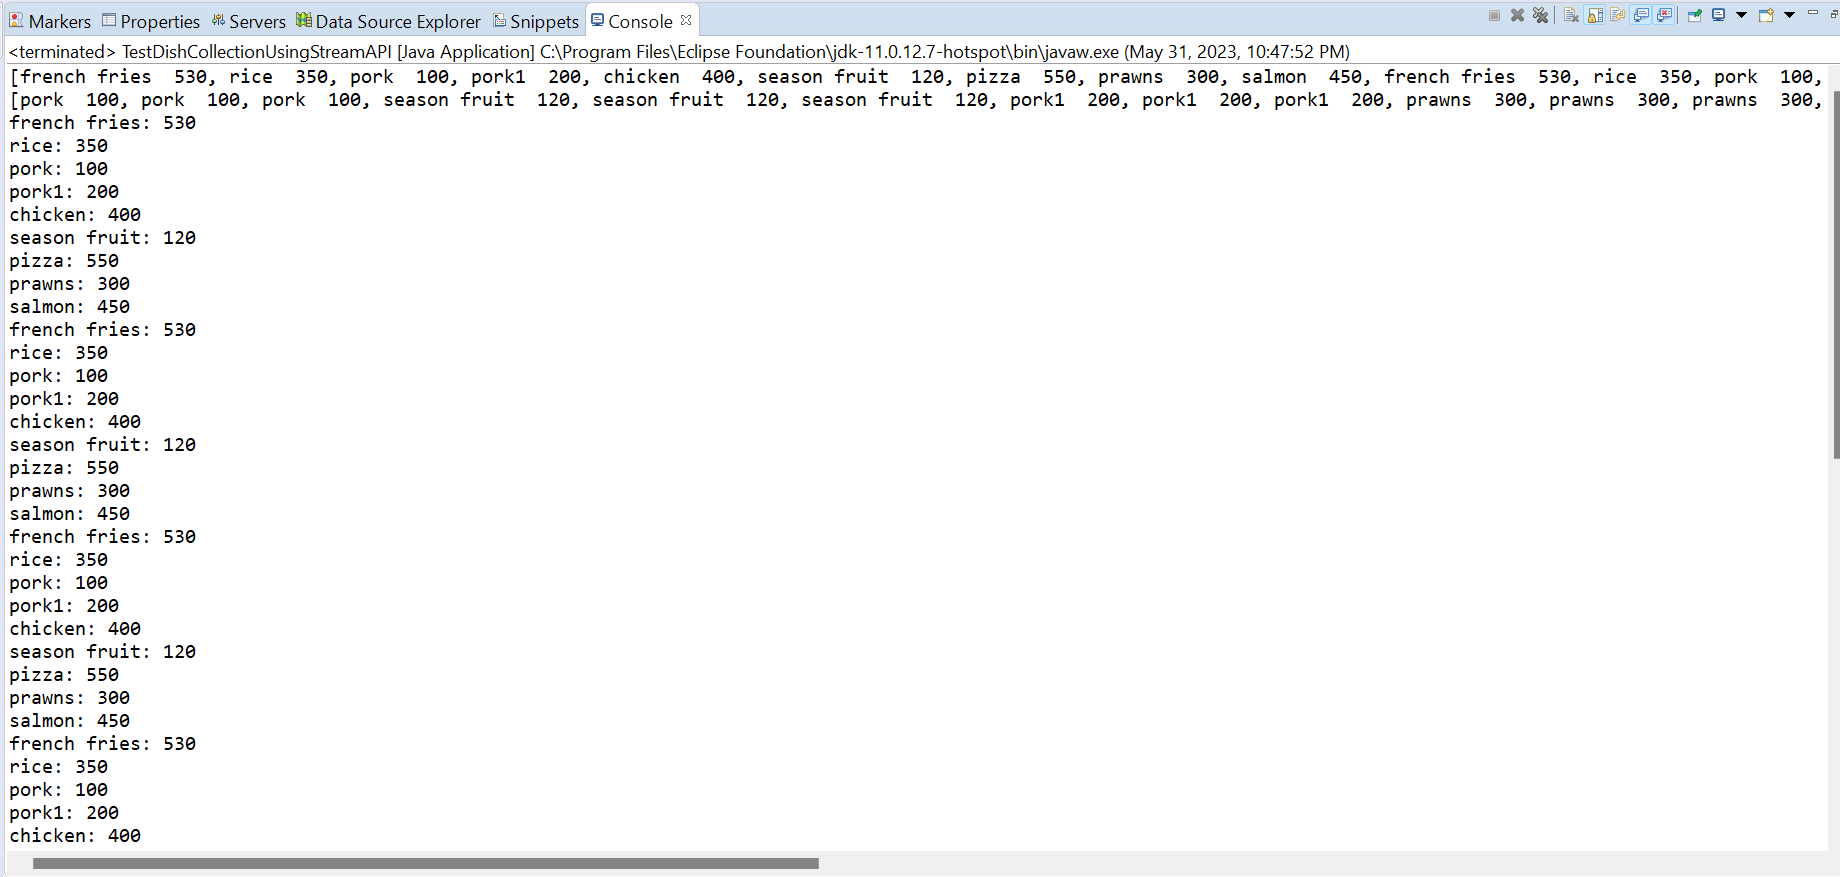 Markers Properties Servers Data Source Explorer Snippets Console
<terminated> TestDishCollectionUsingStreamAPI [Java Application] C:\Program Files\Eclipse Foundation\jdk-11.0.12.7-hotspot\bin\javaw.exe (May 31, 2023, 10:47:52 PM)
[french fries  530, rice  350, pork  100, pork1  200, chicken  400, season fruit  120, pizza  550, prawns  300, salmon  450, french fries  530, rice  350, pork  100,
[pork  100, pork  100, pork  100, season fruit  120, season fruit  120, season fruit  120, pork1  200, pork1  200, pork1  200, prawns  300, prawns  300, prawns  300,
french fries: 530
rice: 350
pork: 100
pork1: 200
chicken: 400
season fruit: 120
pizza: 550
prawns: 300
salmon: 450
french fries: 530
rice: 350
pork: 100
pork1: 200
chicken: 400
season fruit: 120
pizza: 550
prawns: 300
salmon: 450
french fries: 530
rice: 350
pork: 100
pork1: 200
chicken: 400
season fruit: 120
pizza: 550
prawns: 300
salmon: 450
french fries: 530
rice: 350
pork: 100
pork1: 200
chicken: 400